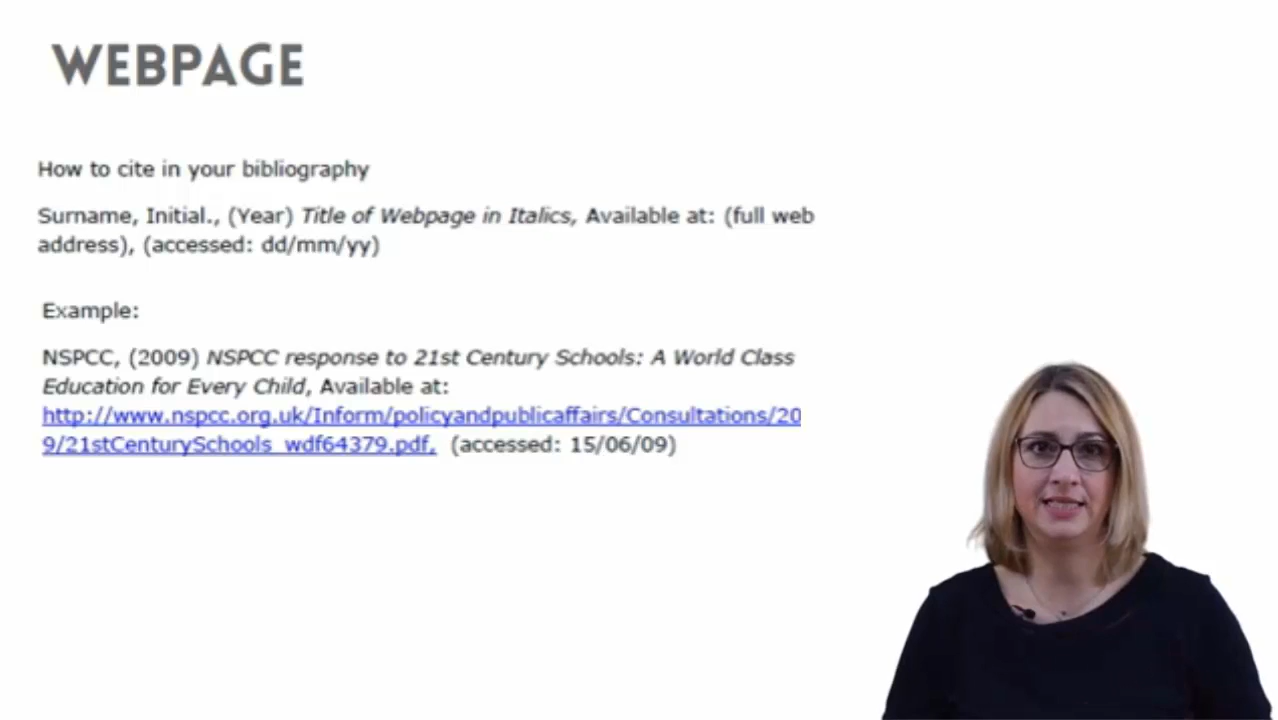 WEBPAGE
How to cite in your bibliography
Surname, Initial., (Year) Title of Webpage in Italics, Available at: (full web
address), (accessed: dd/mm/yy)
Example:
NSPCC, (2009) NSPCC response to 21st Century Schools: A World Class
Education for Every Child, Available at:
http://www.nspcc.org.uk/Inform/policyandpublicaffairs/Consultations/20
9/21stCenturySchools_wdf64379.pdf, (accessed: 15/06/09)